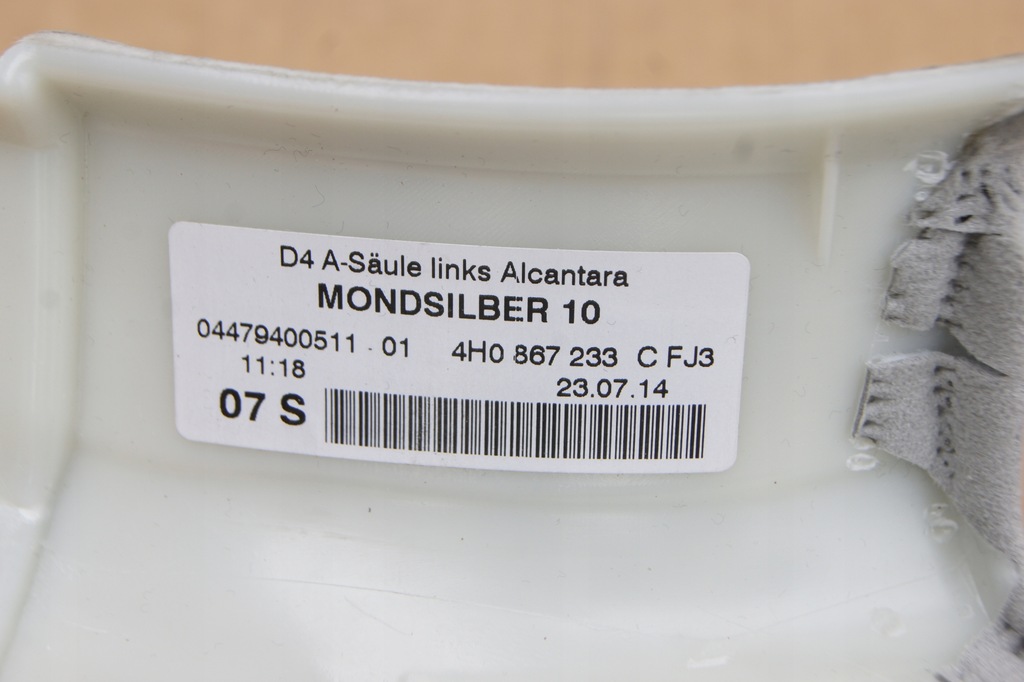 D4 A-Säule links Alcantara
MONDSILBER 10
04479400511 . 01 4H0 867 233 C FJ3
11:18 23.07.14
07 S